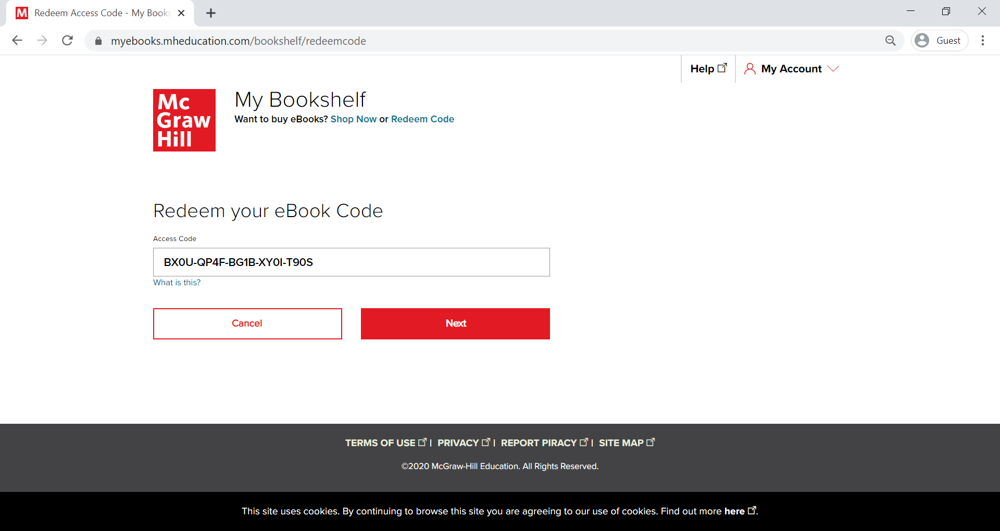 Redeem Access Code - My Books
myebooks.mheducation.com/bookshelf/redeemcode
Guest
Help
My Account
Mc
Graw
Hill
My Bookshelf
Want to buy eBooks? Shop Now or Redeem Code
Redeem your eBook Code
Access Code
BX0U-QP4F-BG1B-XY0I-T90S
What is this?
Cancel
Next
TERMS OF USE | PRIVACY | REPORT PIRACY | SITE MAP
©2020 McGraw-Hill Education. All Rights Reserved.
This site uses cookies. By continuing to browse this site you are agreeing to our use of cookies. Find out more here.